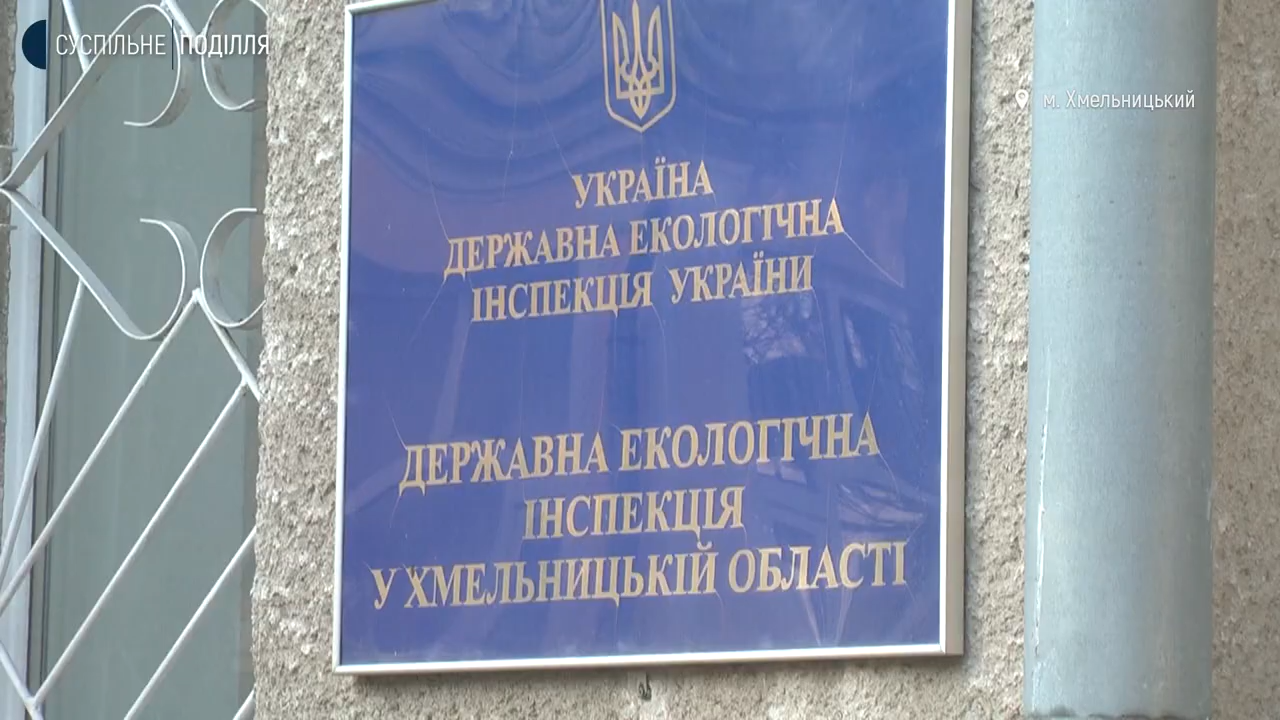 СУСПІЛЬНЕ ПОДІЛЛЯ
м. Хмельницький
УКРАЇНА
ДЕРЖАВНА ЕКОЛОГІЧНА
ІНСПЕКЦІЯ УКРАЇНИ
ДЕРЖАВНА ЕКОЛОГІЧНА
ІНСПЕКЦІЯ
У ХМЕЛЬНИЦЬКІЙ ОБЛАСТІ